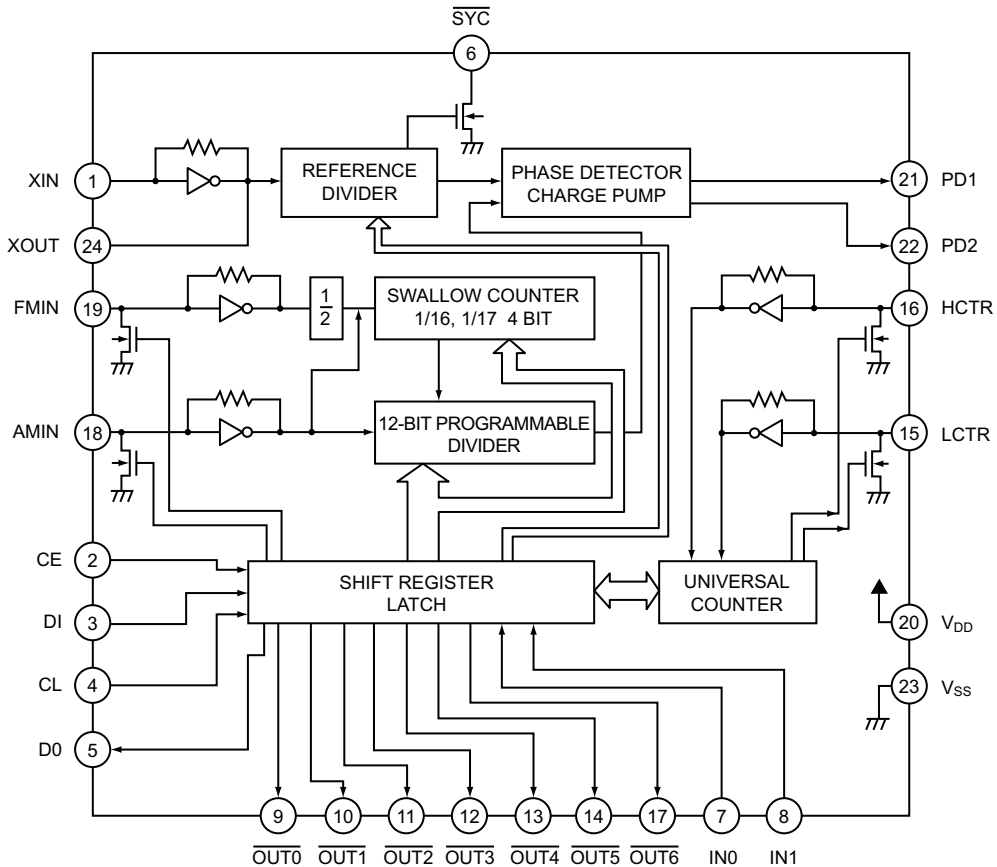 SYC
6
XIN
1
REFERENCE
DIVIDER
PHASE DETECTOR
CHARGE PUMP
21
PD1
XOUT
24
22
PD2
FMIN
19
1
2
SWALLOW COUNTER
1/16, 1/17 4 BIT
16
HCTR
AMIN
18
12-BIT PROGRAMMABLE
DIVIDER
15
LCTR
CE
2
SHIFT REGISTER
LATCH
UNIVERSAL
COUNTER
DI
3
20
VDD
CL
4
23
VSS
D0
5
9
10
11
12
13
14
17
7
8
OUT0
OUT1
OUT2
OUT3
OUT4
OUT5
OUT6
IN0
IN1